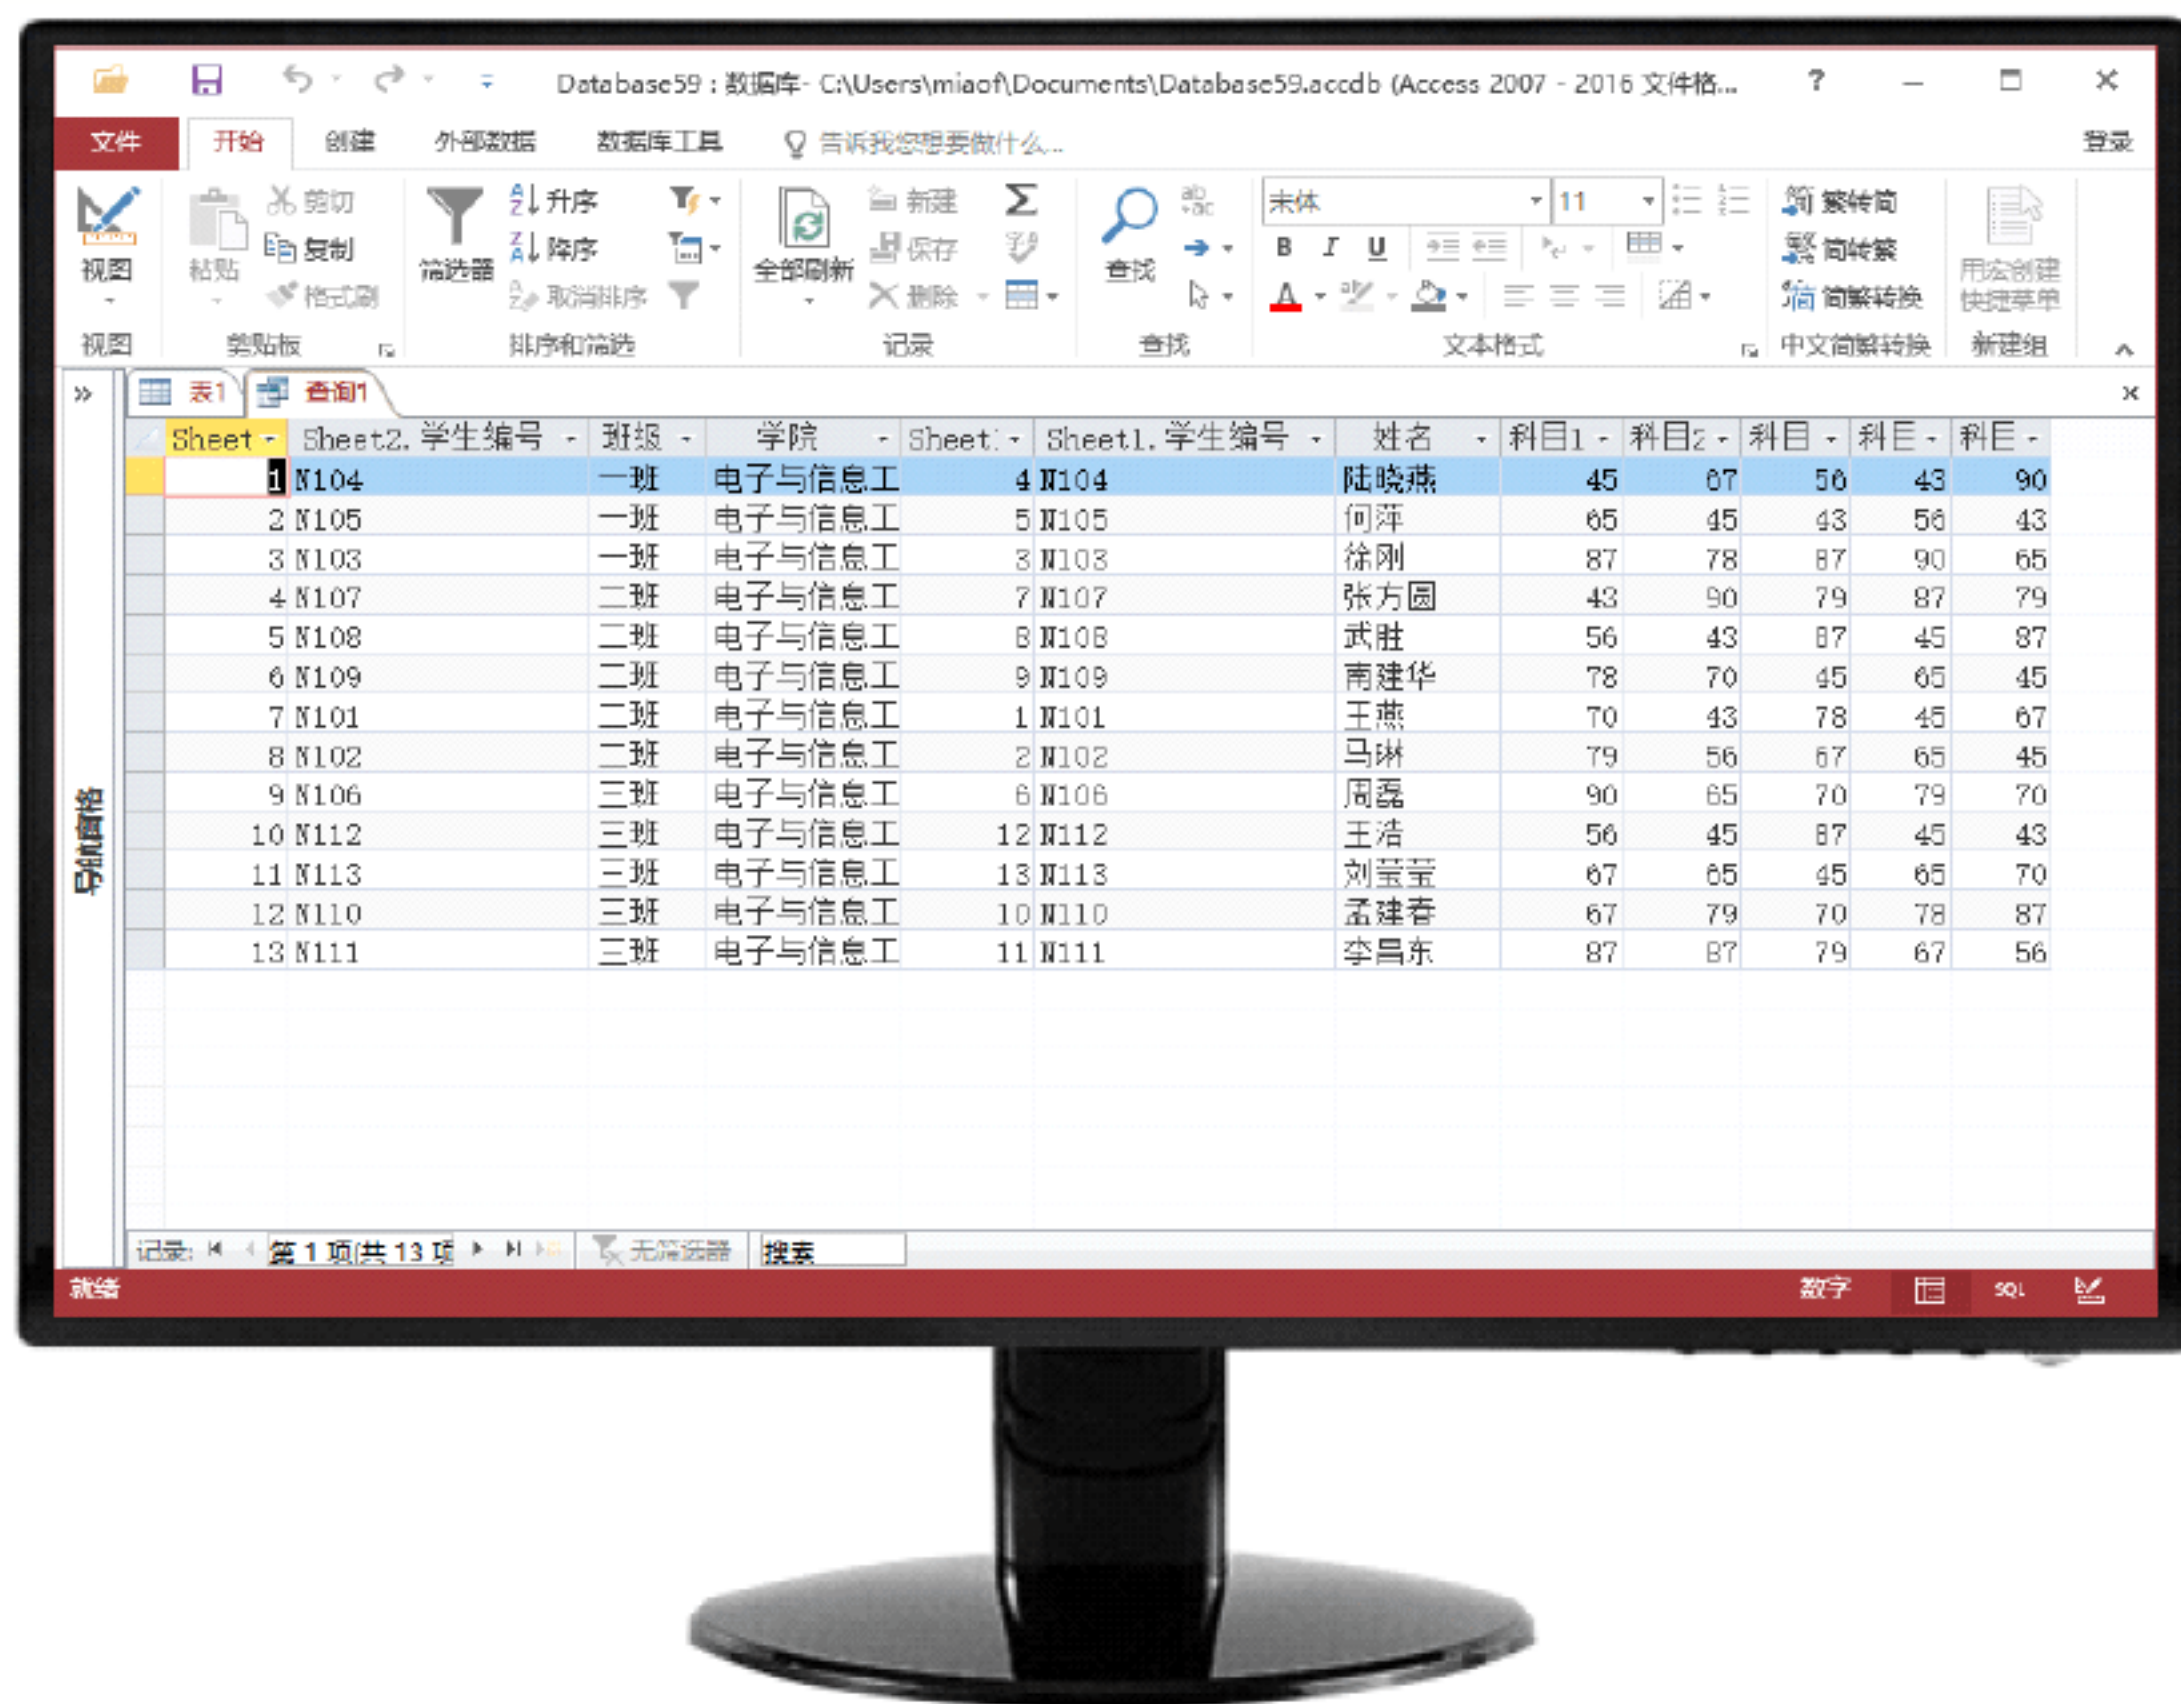 Database59 : 数据库- C:\Users\miaof\Documents\Database59.accdb (Access 2007 - 2016 文件格... ?
文件 开始 创建 外部数据 数据库工具 告诉我您想要做什么... 登录
剪切 升序 新建 Σ 宋体 11 繁转简
复制 降序 保存 B I U 简转繁
视图 粘贴 筛选器 全部刷新 查找 用宏创建
格式刷 取消排序 删除 A 简繁转换 快捷菜单
视图 剪贴板 排序和筛选 记录 查找 文本格式 中文简繁转换 新建组
» 表1 查询1 ×
Sheet Sheet2.学生编号 班级 学院 Sheet1 Sheet1.学生编号 姓名 科目1 科目2 科目 科目 科目
1 N104 一班 电子与信息工 4 N104 陆晓燕 45 67 56 43 90
2 N105 一班 电子与信息工 5 N105 何萍 65 45 43 56 43
3 N103 一班 电子与信息工 3 N103 徐刚 87 78 87 90 65
4 N107 二班 电子与信息工 7 N107 张方圆 43 90 79 87 79
5 N108 二班 电子与信息工 8 N108 武胜 56 43 87 45 87
6 N109 二班 电子与信息工 9 N109 南建华 78 70 45 65 45
7 N101 二班 电子与信息工 1 N101 王燕 70 43 78 45 67
8 N102 二班 电子与信息工 2 N102 马琳 79 56 67 65 45
9 N106 三班 电子与信息工 6 N106 周磊 90 65 70 79 70
10 N112 三班 电子与信息工 12 N112 王浩 56 45 87 45 43
11 N113 三班 电子与信息工 13 N113 刘莹莹 67 65 45 65 70
12 N110 三班 电子与信息工 10 N110 孟建春 67 79 70 78 87
13 N111 三班 电子与信息工 11 N111 李昌东 87 87 79 67 56
导航窗格
记录: 第 1 项(共 13 项 无筛选器 搜索
就绪 数字 SQL